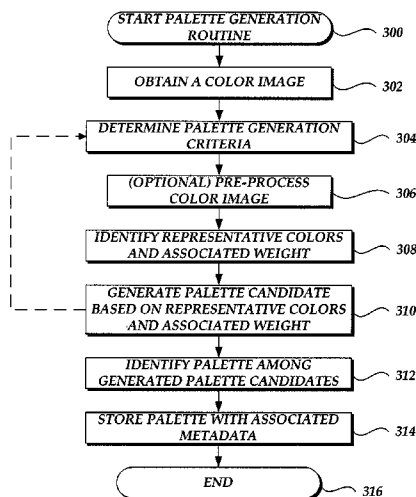 START PALETTE GENERATION
ROUTINE
300
OBTAIN A COLOR IMAGE
302
DETERMINE PALETTE GENERATION
CRITERIA
304
(OPTIONAL) PRE-PROCESS
COLOR IMAGE
306
IDENTIFY REPRESENTATIVE COLORS
AND ASSOCIATED WEIGHT
308
GENERATE PALETTE CANDIDATE
BASED ON REPRESENTATIVE COLORS
AND ASSOCIATED WEIGHT
310
IDENTIFY PALETTE AMONG
GENERATED PALETTE CANDIDATES
312
STORE PALETTE WITH ASSOCIATED
METADATA
314
END
316